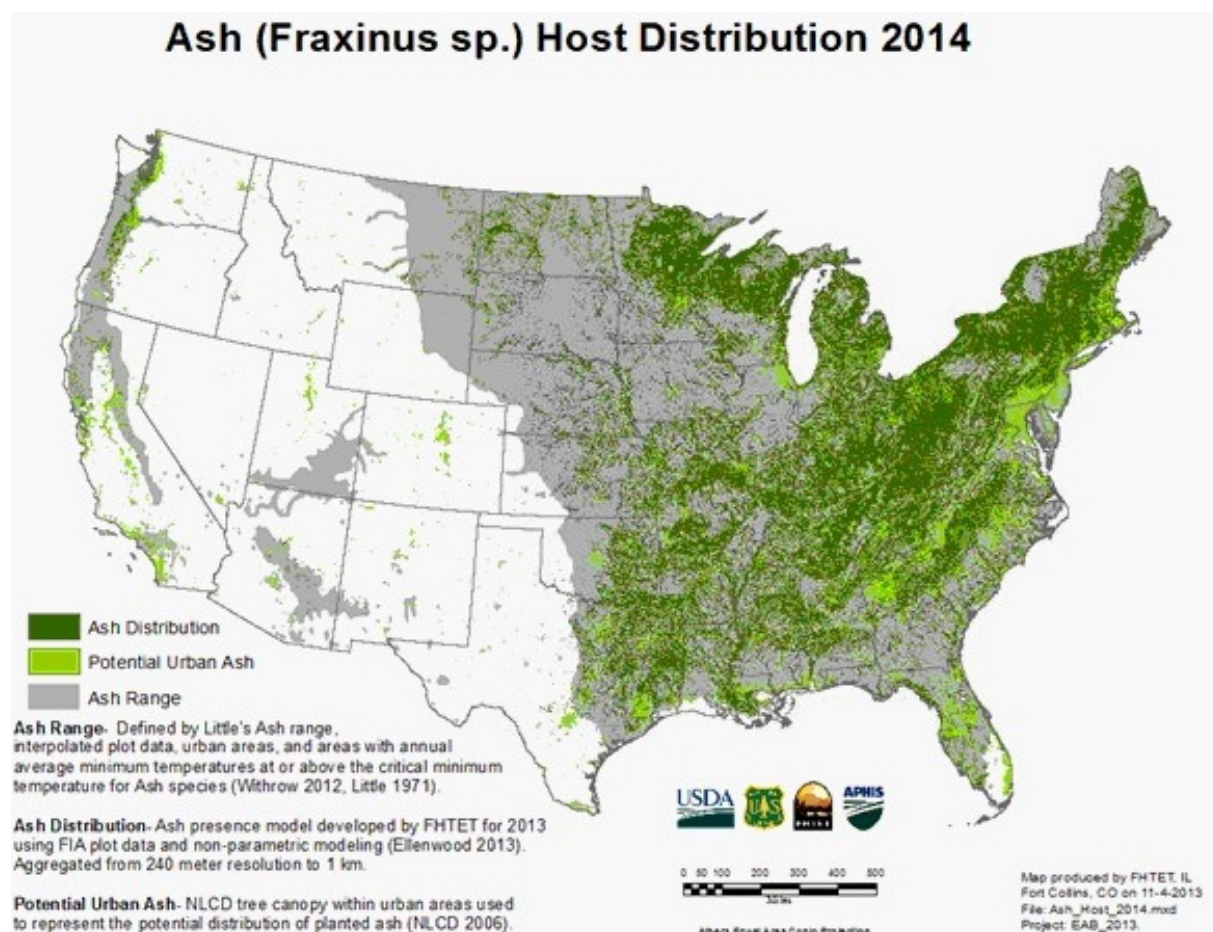 Ash (Fraxinus sp.) Host Distribution 2014
Ash Distribution
Potential Urban Ash
Ash Range
Ash Range- Defined by Little's Ash range,
interpolated plot data, urban areas, and areas with annual
average minimum temperatures at or above the critical minimum
temperature for Ash species (Withrow 2012, Little 1971).
Ash Distribution- Ash presence model developed by FHTET for 2013
using FIA plot data and non-parametric modeling (Ellenwood 2013).
Aggregated from 240 meter resolution to 1 km.
Potential Urban Ash- NLCD tree canopy within urban areas used
to represent the potential distribution of planted ash (NLCD 2006).
USDA
U S
APHIS
0 50 100 200 300 400 500
Map produced by FHTET, IL
Fort Collins, CO on 11-4-2013
File: Ash_Host_2014.mxd
Project: EAB_2013.